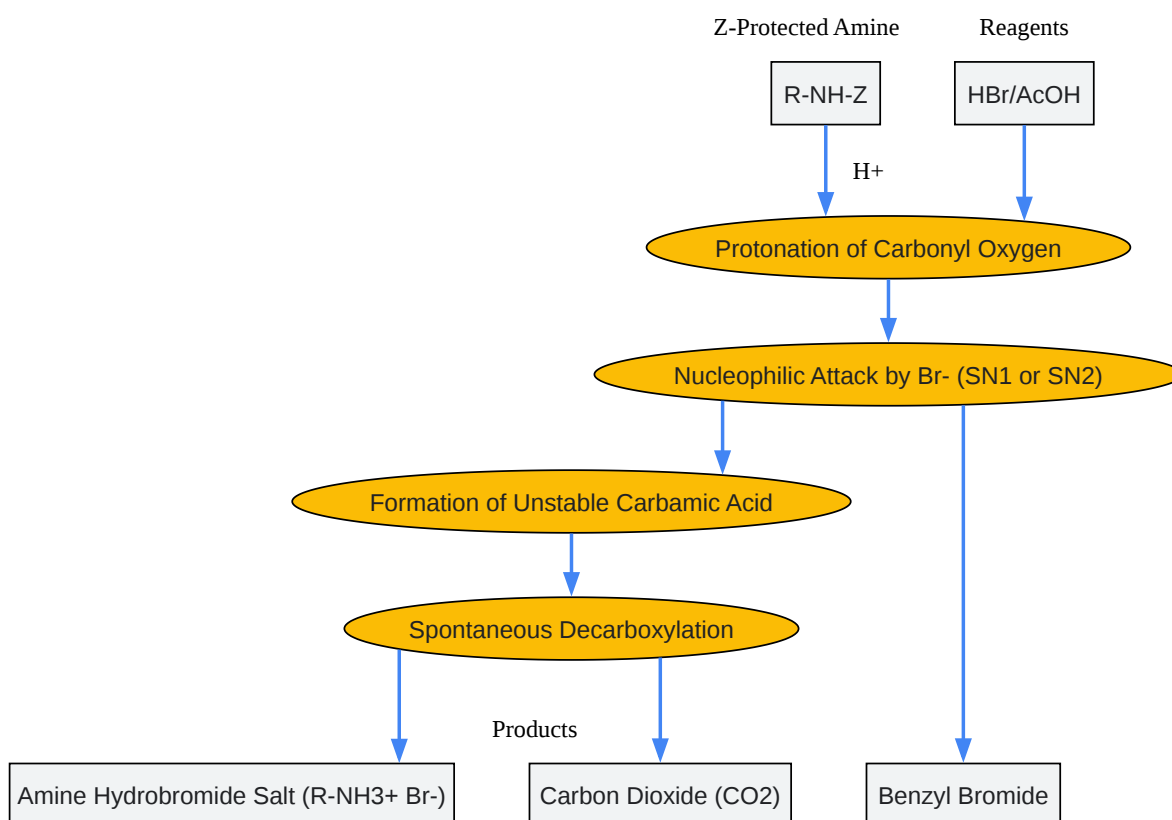 Z-Protected Amine
Reagents
R-NH-Z
HBr/AcOH
H+
Protonation of Carbonyl Oxygen
Nucleophilic Attack by Br- (SN1 or SN2)
Formation of Unstable Carbamic Acid
Spontaneous Decarboxylation
Products
Amine Hydrobromide Salt (R-NH3+ Br-)
Carbon Dioxide (CO2)
Benzyl Bromide